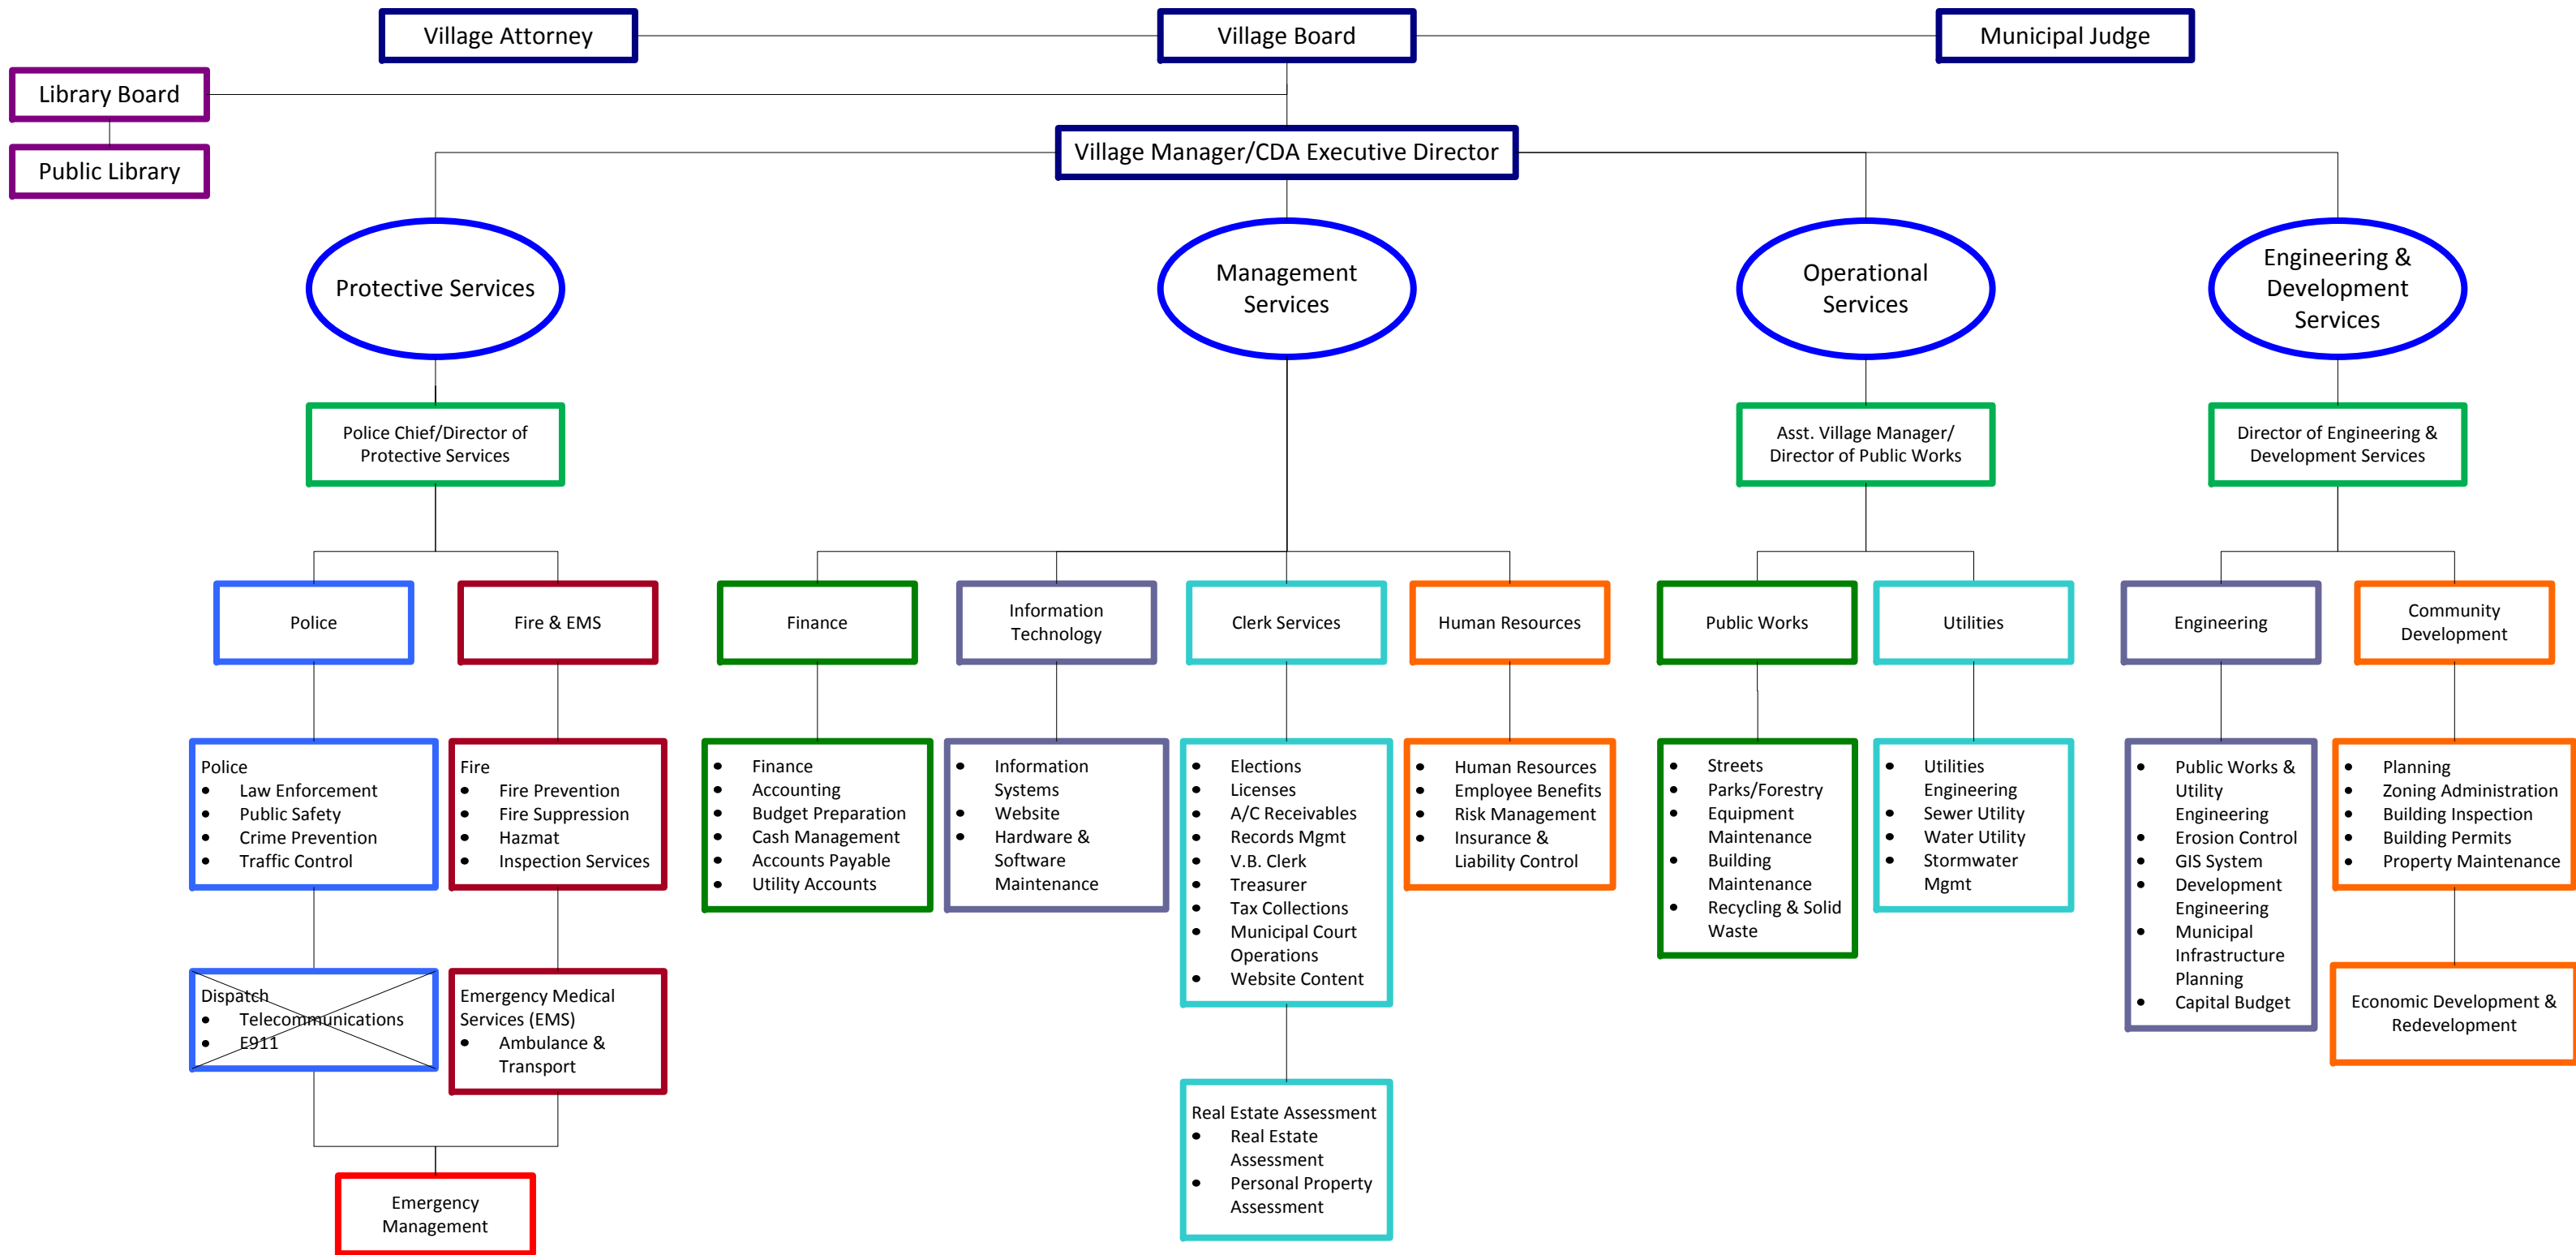 Village Attorney
Village Board
Municipal Judge
Library Board
Public Library
Village Manager/CDA Executive Director
Protective Services
Management
Services
Operational
Services
Engineering &
Development
Services
Police Chief/Director of
Protective Services
Asst. Village Manager/
Director of Public Works
Director of Engineering &
Development Services
Police
Fire & EMS
Finance
Information
Technology
Clerk Services
Human Resources
Public Works
Utilities
Engineering
Community
Development
Police
• Law Enforcement
• Public Safety
• Crime Prevention
• Traffic Control
Fire
• Fire Prevention
• Fire Suppression
• Hazmat
• Inspection Services
• Finance
• Accounting
• Budget Preparation
• Cash Management
• Accounts Payable
• Utility Accounts
• Information
Systems
• Website
• Hardware &
Software
Maintenance
• Elections
• Licenses
• A/C Receivables
• Records Mgmt
• V.B. Clerk
• Treasurer
• Tax Collections
• Municipal Court
Operations
• Website Content
• Human Resources
• Employee Benefits
• Risk Management
• Insurance &
Liability Control
• Streets
• Parks/Forestry
• Equipment
Maintenance
• Building
Maintenance
• Recycling & Solid
Waste
• Utilities
Engineering
• Sewer Utility
• Water Utility
• Stormwater
Mgmt
• Public Works &
Utility
Engineering
• Erosion Control
• GIS System
• Development
Engineering
• Municipal
Infrastructure
Planning
• Capital Budget
• Planning
• Zoning Administration
• Building Inspection
• Building Permits
• Property Maintenance
Dispatch
• Telecommunications
• E911
Emergency Medical
Services (EMS)
• Ambulance &
Transport
Economic Development &
Redevelopment
Real Estate Assessment
• Real Estate
Assessment
• Personal Property
Assessment
Emergency
Management